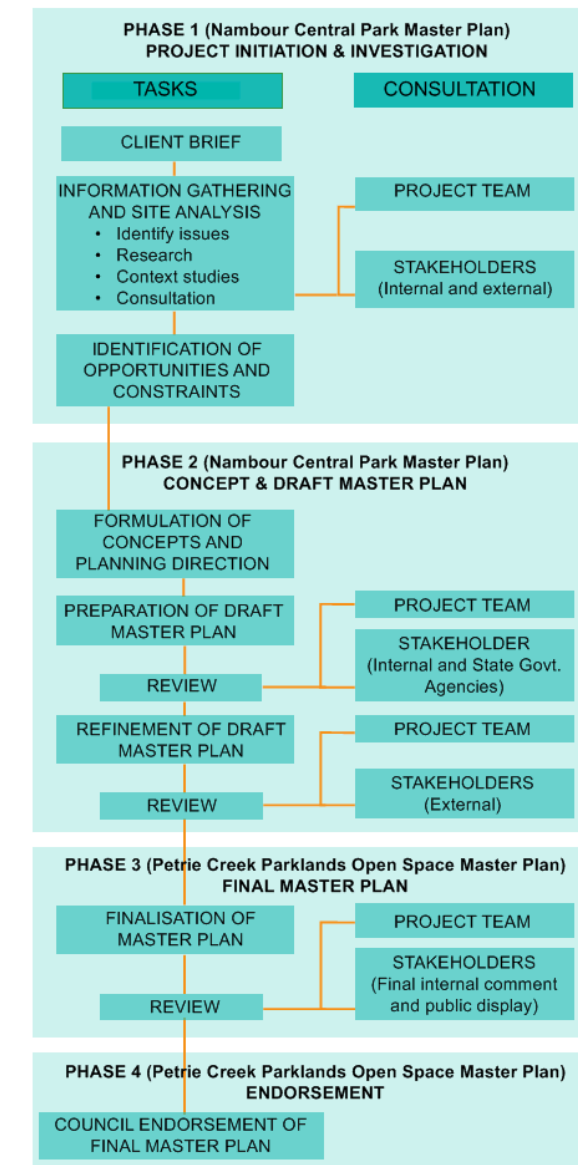 PHASE 1 (Nambour Central Park Master Plan)
PROJECT INITIATION & INVESTIGATION
TASKS
CONSULTATION
CLIENT BRIEF
INFORMATION GATHERING
AND SITE ANALYSIS
• Identify issues
• Research
• Context studies
• Consultation
PROJECT TEAM
STAKEHOLDERS
(Internal and external)
IDENTIFICATION OF
OPPORTUNITIES AND
CONSTRAINTS
PHASE 2 (Nambour Central Park Master Plan)
CONCEPT & DRAFT MASTER PLAN
FORMULATION OF
CONCEPTS AND
PLANNING DIRECTION
PREPARATION OF DRAFT
MASTER PLAN
PROJECT TEAM
STAKEHOLDER
(Internal and State Govt.
Agencies)
REVIEW
REFINEMENT OF DRAFT
MASTER PLAN
PROJECT TEAM
STAKEHOLDERS
(External)
REVIEW
PHASE 3 (Petrie Creek Parklands Open Space Master Plan)
FINAL MASTER PLAN
FINALISATION OF
MASTER PLAN
PROJECT TEAM
STAKEHOLDERS
(Final internal comment
and public display)
REVIEW
PHASE 4 (Petrie Creek Parklands Open Space Master Plan)
ENDORSEMENT
COUNCIL ENDORSEMENT OF
FINAL MASTER PLAN